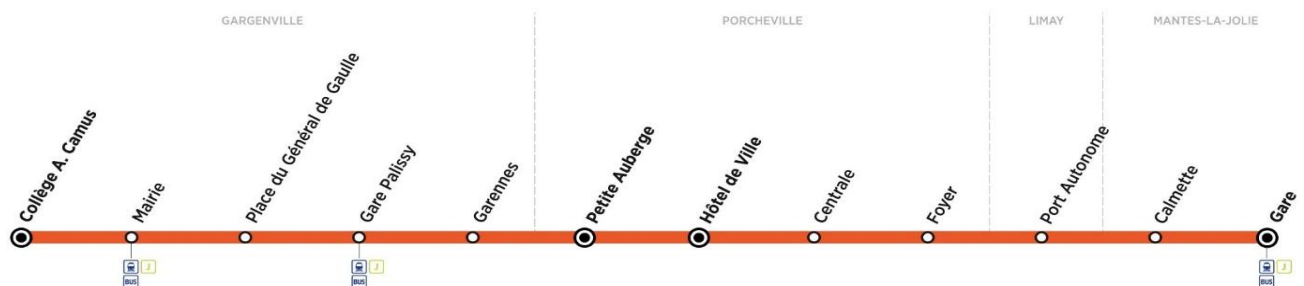 GARGENVILLE
PORCHEVILLE
LIMAY
MANTES-LA-JOLIE
Collège A. Camus
Mairie
Place du Général de Gaulle
Gare Palissy
Garennes
Petite Auberge
Hôtel de Ville
Centrale
Foyer
Port Autonome
Calmette
Gare
J
BUS
J
BUS
J
BUS